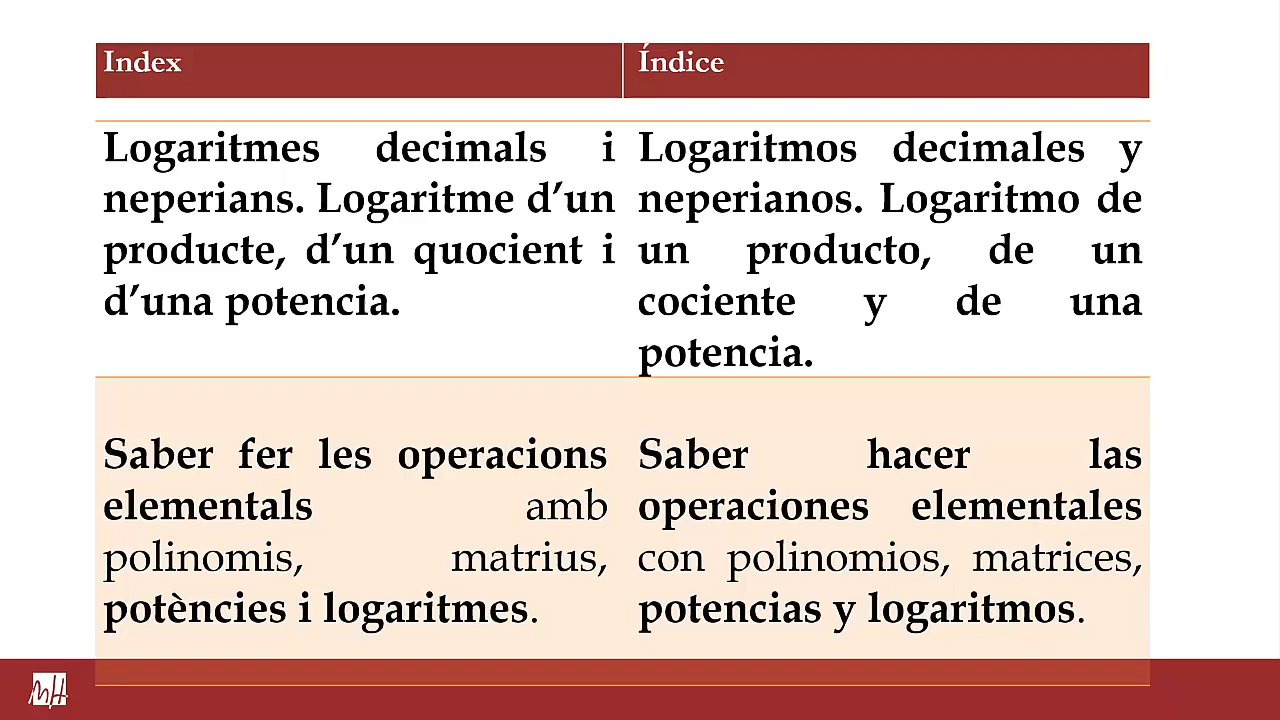 Index
Índice
Logaritmes decimals i
neperians. Logaritme d’un
producte, d’un quocient i
d’una potencia.
Logaritmos decimales y
neperianos. Logaritmo de
un producto, de un
cociente y de una
potencia.
Saber fer les operacions
elementals amb
polinomis, matrius,
potències i logaritmes.
Saber hacer las
operaciones elementales
con polinomios, matrices,
potencias y logaritmos.
MH